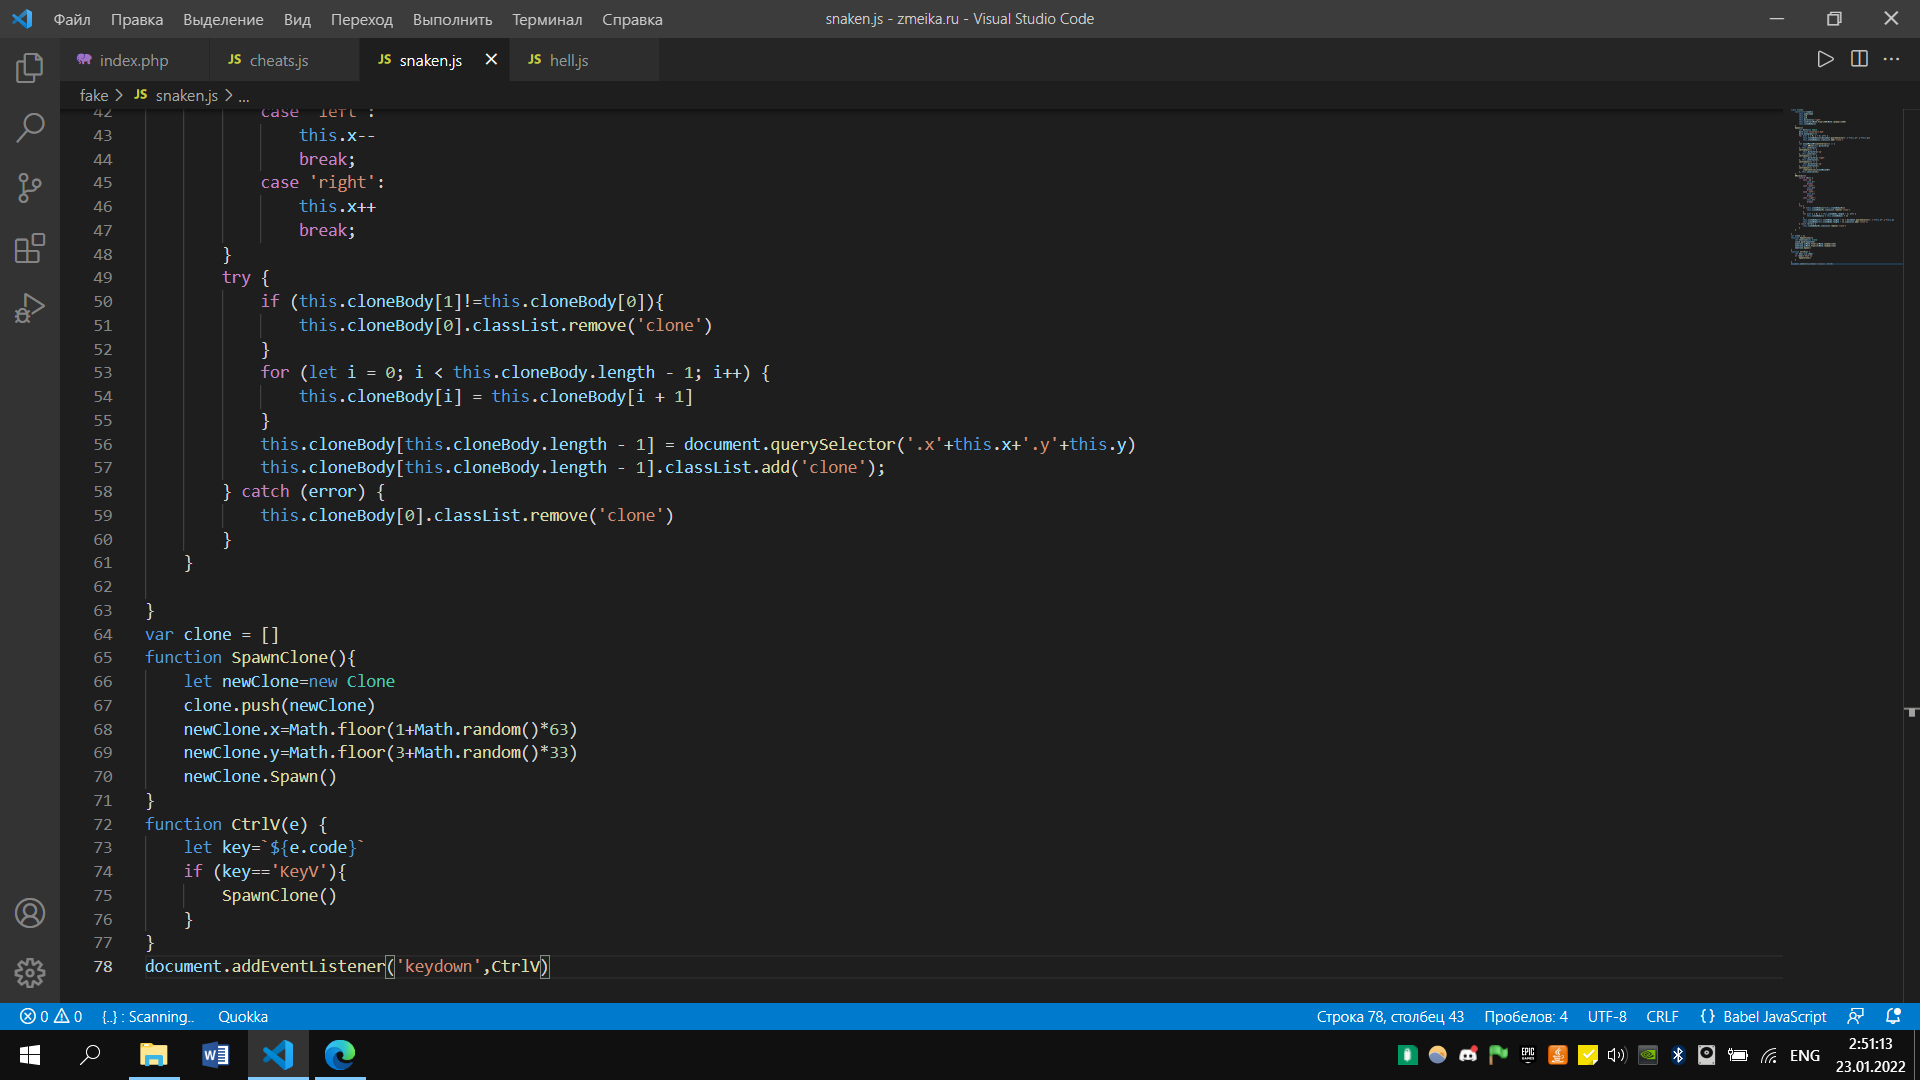 Файл Правка Выделение Вид Переход Выполнить Терминал Справка
snaken.js - zmeika.ru - Visual Studio Code
index.php
JS cheats.js
JS snaken.js
JS hell.js
fake > JS snaken.js > ...
42 case 'left':
43 this.x--
44 break;
45 case 'right':
46 this.x++
47 break;
48 }
49 try {
50 if (this.cloneBody[1]!=this.cloneBody[0]){
51 this.cloneBody[0].classList.remove('clone')
52 }
53 for (let i = 0; i < this.cloneBody.length - 1; i++) {
54 this.cloneBody[i] = this.cloneBody[i + 1]
55 }
56 this.cloneBody[this.cloneBody.length - 1] = document.querySelector('.x'+this.x+'.y'+this.y)
57 this.cloneBody[this.cloneBody.length - 1].classList.add('clone');
58 } catch (error) {
59 this.cloneBody[0].classList.remove('clone')
60 }
61 }
62
63 }
64 var clone = []
65 function SpawnClone(){
66 let newClone=new Clone
67 clone.push(newClone)
68 newClone.x=Math.floor(1+Math.random()*63)
69 newClone.y=Math.floor(3+Math.random()*33)
70 newClone.Spawn()
71 }
72 function CtrlV(e) {
73 let key=`${e.code}`
74 if (key=='KeyV'){
75 SpawnClone()
76 }
77 }
78 document.addEventListener('keydown',CtrlV)
0 0 {..} : Scanning.. Quokka
Строка 78, столбец 43 Пробелов: 4 UTF-8 CRLF {} Babel JavaScript
EPIC GAMES
ENG
2:51:13
23.01.2022